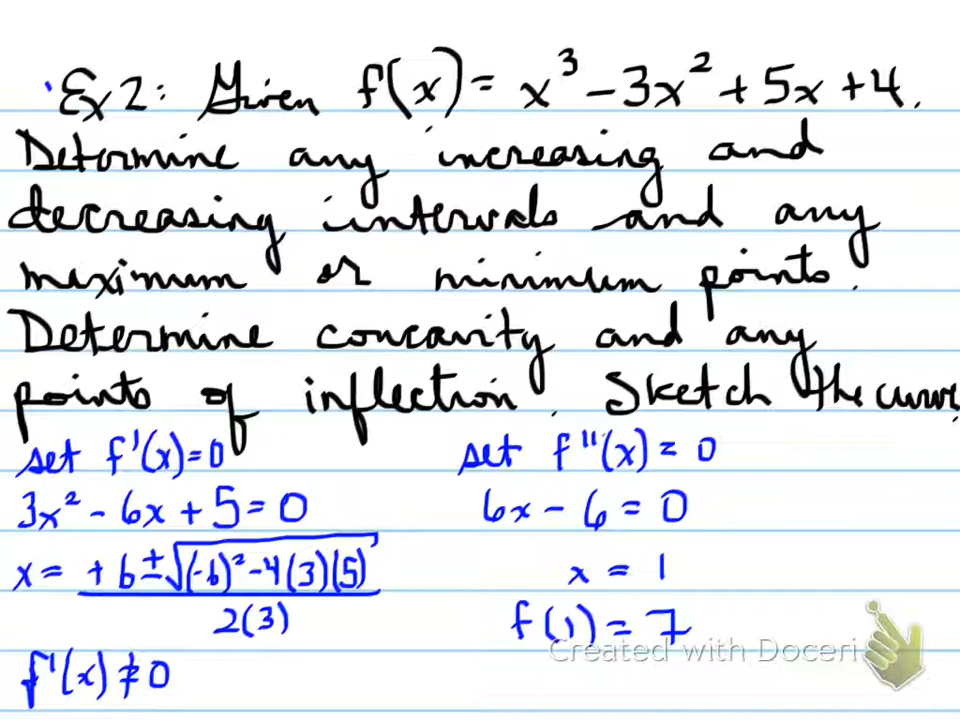 Ex 2: Given f(x) = x³ - 3x² + 5x + 4.
Determine any increasing and
decreasing intervals and any
maximum or minimum points.
Determine concavity and any
points of inflection. Sketch the curve
set f'(x) = 0
3x² - 6x + 5 = 0
x = (+6 ± √((-6)² - 4(3)(5))) / 2(3)
f'(x) ≠ 0
set f''(x) = 0
6x - 6 = 0
x = 1
f(1) = 7
Created with Doceri